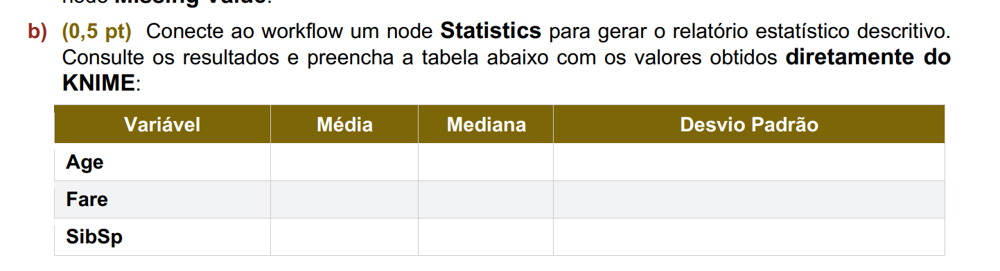 node Missing Value.
b) (0,5 pt) Conecte ao workflow um node Statistics para gerar o relatório estatístico descritivo.
Consulte os resultados e preencha a tabela abaixo com os valores obtidos diretamente do
KNIME:
Variável Média Mediana Desvio Padrão
Age
Fare
SibSp